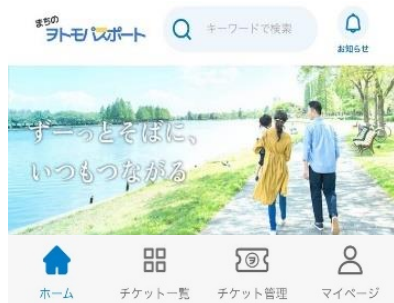 まちの
ヲトモパスポート
キーワードで検索
お知らせ
ずーっとそばに、
いつもつながる
ヲ
ホーム
チケット一覧
チケット管理
マイページ